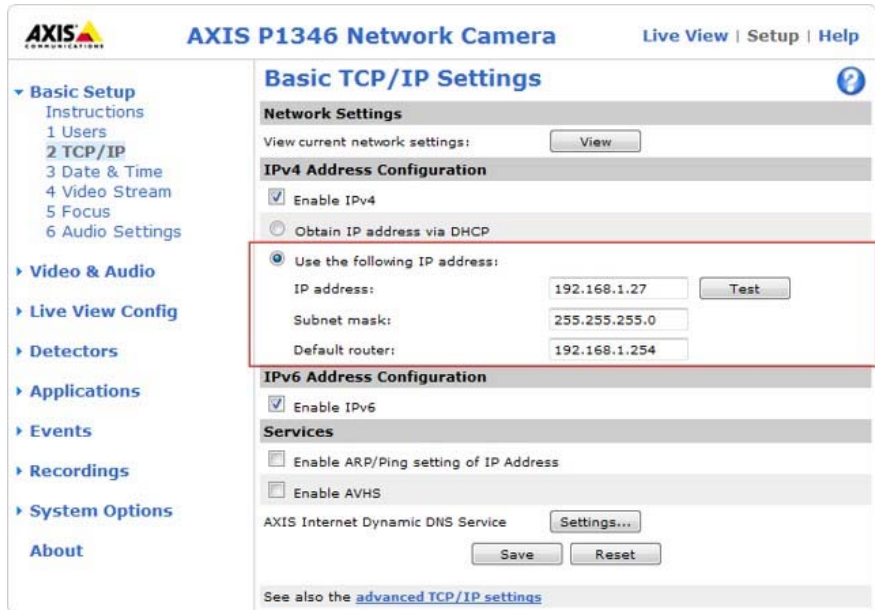 AXIS
COMMUNICATIONS
AXIS P1346 Network Camera
Live View | Setup | Help
Basic Setup
Instructions
1 Users
2 TCP/IP
3 Date & Time
4 Video Stream
5 Focus
6 Audio Settings
Video & Audio
Live View Config
Detectors
Applications
Events
Recordings
System Options
About
Basic TCP/IP Settings
?
Network Settings
View current network settings: View
IPv4 Address Configuration
Enable IPv4
Obtain IP address via DHCP
Use the following IP address:
IP address: 192.168.1.27 Test
Subnet mask: 255.255.255.0
Default router: 192.168.1.254
IPv6 Address Configuration
Enable IPv6
Services
Enable ARP/Ping setting of IP Address
Enable AVHS
AXIS Internet Dynamic DNS Service Settings...
Save Reset
See also the advanced TCP/IP settings